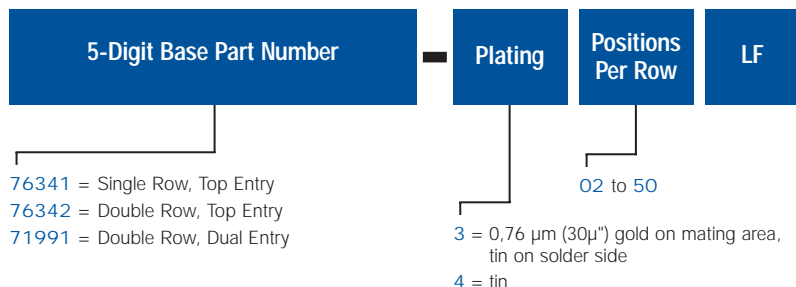 5-Digit Base Part Number
Plating
Positions
Per Row
LF
76341 = Single Row, Top Entry
76342 = Double Row, Top Entry
71991 = Double Row, Dual Entry
02 to 50
3 = 0,76 µm (30µ") gold on mating area,
tin on solder side
4 = tin